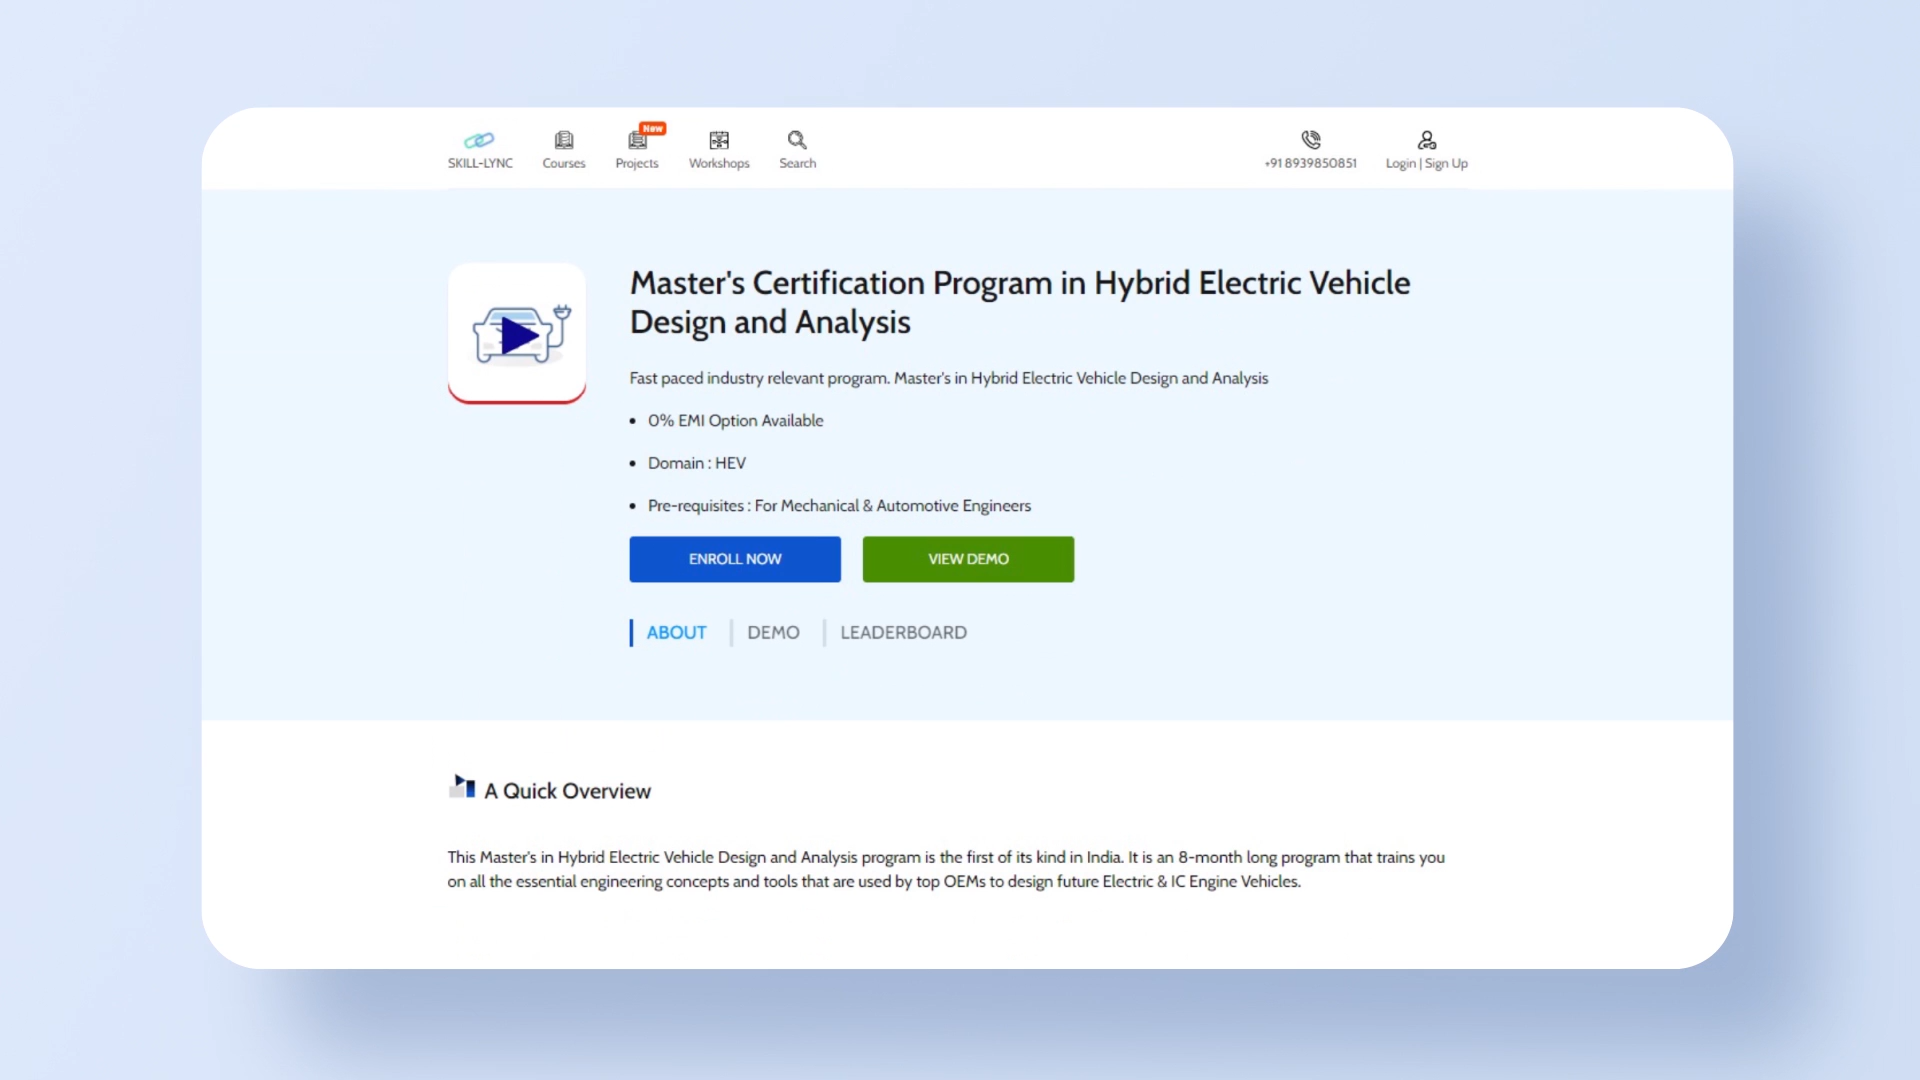 New
SKILL-LYNC
Courses
Projects
Workshops
Search
+91 8939850851
Login | Sign Up
Master's Certification Program in Hybrid Electric Vehicle
Design and Analysis
Fast paced industry relevant program. Master's in Hybrid Electric Vehicle Design and Analysis
• 0% EMI Option Available
• Domain : HEV
• Pre-requisites : For Mechanical & Automotive Engineers
ENROLL NOW
VIEW DEMO
ABOUT
DEMO
LEADERBOARD
A Quick Overview
This Master's in Hybrid Electric Vehicle Design and Analysis program is the first of its kind in India. It is an 8-month long program that trains you
on all the essential engineering concepts and tools that are used by top OEMs to design future Electric & IC Engine Vehicles.